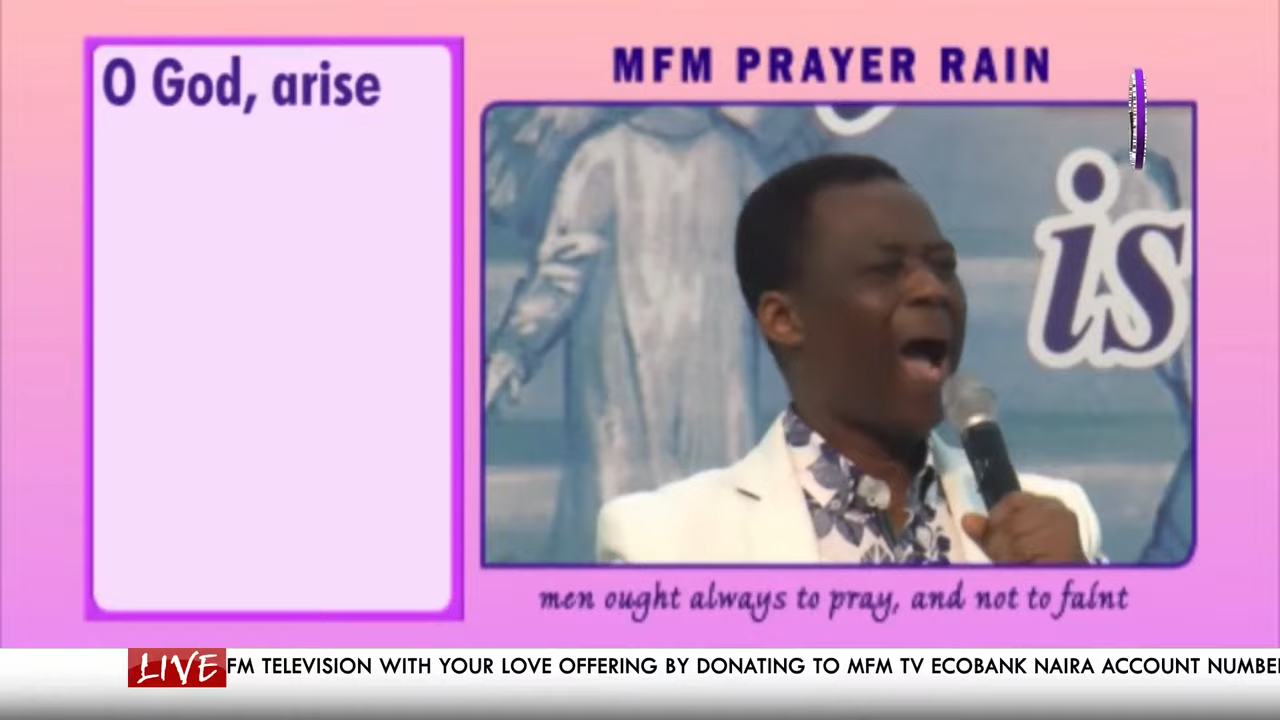 O God, arise
MFM PRAYER RAIN
is
men ought always to pray, and not to faint
LIVE
FM TELEVISION WITH YOUR LOVE OFFERING BY DONATING TO MFM TV ECOBANK NAIRA ACCOUNT NUMBE